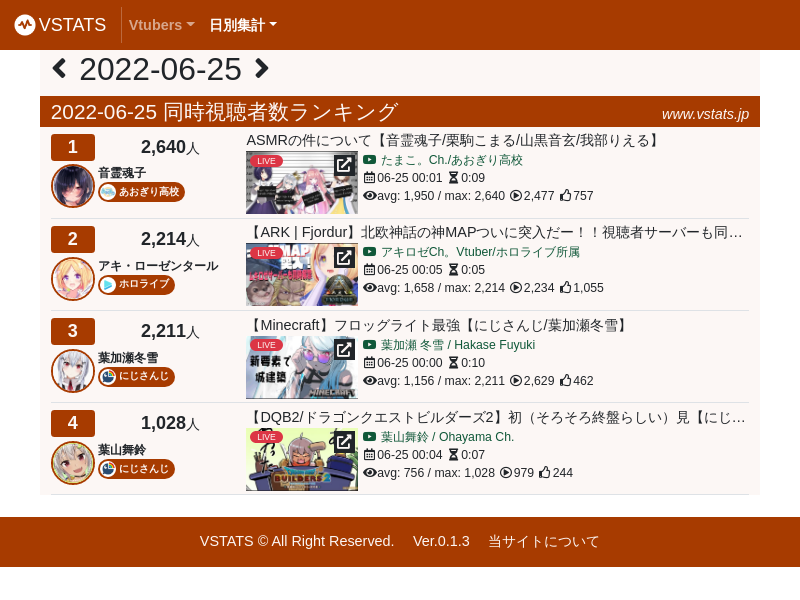 VSTATS Vtubers 日別集計
2022-06-25
2022-06-25 同時視聴者数ランキング www.vstats.jp
1 2,640人
音霊魂子
あおぎり高校
ASMRの件について【音霊魂子/栗駒こまる/山黒音玄/我部りえる】
LIVE
たまこ。Ch./あおぎり高校
06-25 00:01 0:09
avg: 1,950 / max: 2,640 2,477 757
2 2,214人
アキ・ローゼンタール
ホロライブ
【ARK | Fjordur】北欧神話の神MAPついに突入だー！！視聴者サーバーも同…
LIVE
アキロゼCh。Vtuber/ホロライブ所属
06-25 00:05 0:05
avg: 1,658 / max: 2,214 2,234 1,055
3 2,211人
葉加瀬冬雪
にじさんじ
【Minecraft】フロッグライト最強【にじさんじ/葉加瀬冬雪】
LIVE
新要素で
城建築
MINECRAFT
葉加瀬 冬雪 / Hakase Fuyuki
06-25 00:00 0:10
avg: 1,156 / max: 2,211 2,629 462
4 1,028人
葉山舞鈴
にじさんじ
【DQB2/ドラゴンクエストビルダーズ2】初（そろそろ終盤らしい）見【にじ…
LIVE
BUILDERS
葉山舞鈴 / Ohayama Ch.
06-25 00:04 0:07
avg: 756 / max: 1,028 979 244
VSTATS © All Right Reserved. Ver.0.1.3 当サイトについて